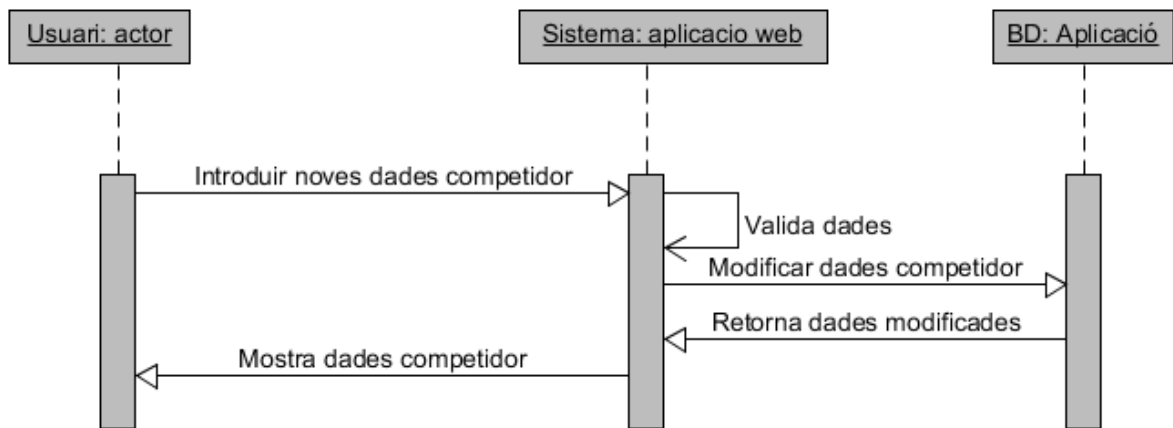 Usuari: actor
Sistema: aplicacio web
BD: Aplicació
Introduir noves dades competidor
Valida dades
Modificar dades competidor
Retorna dades modificades
Mostra dades competidor